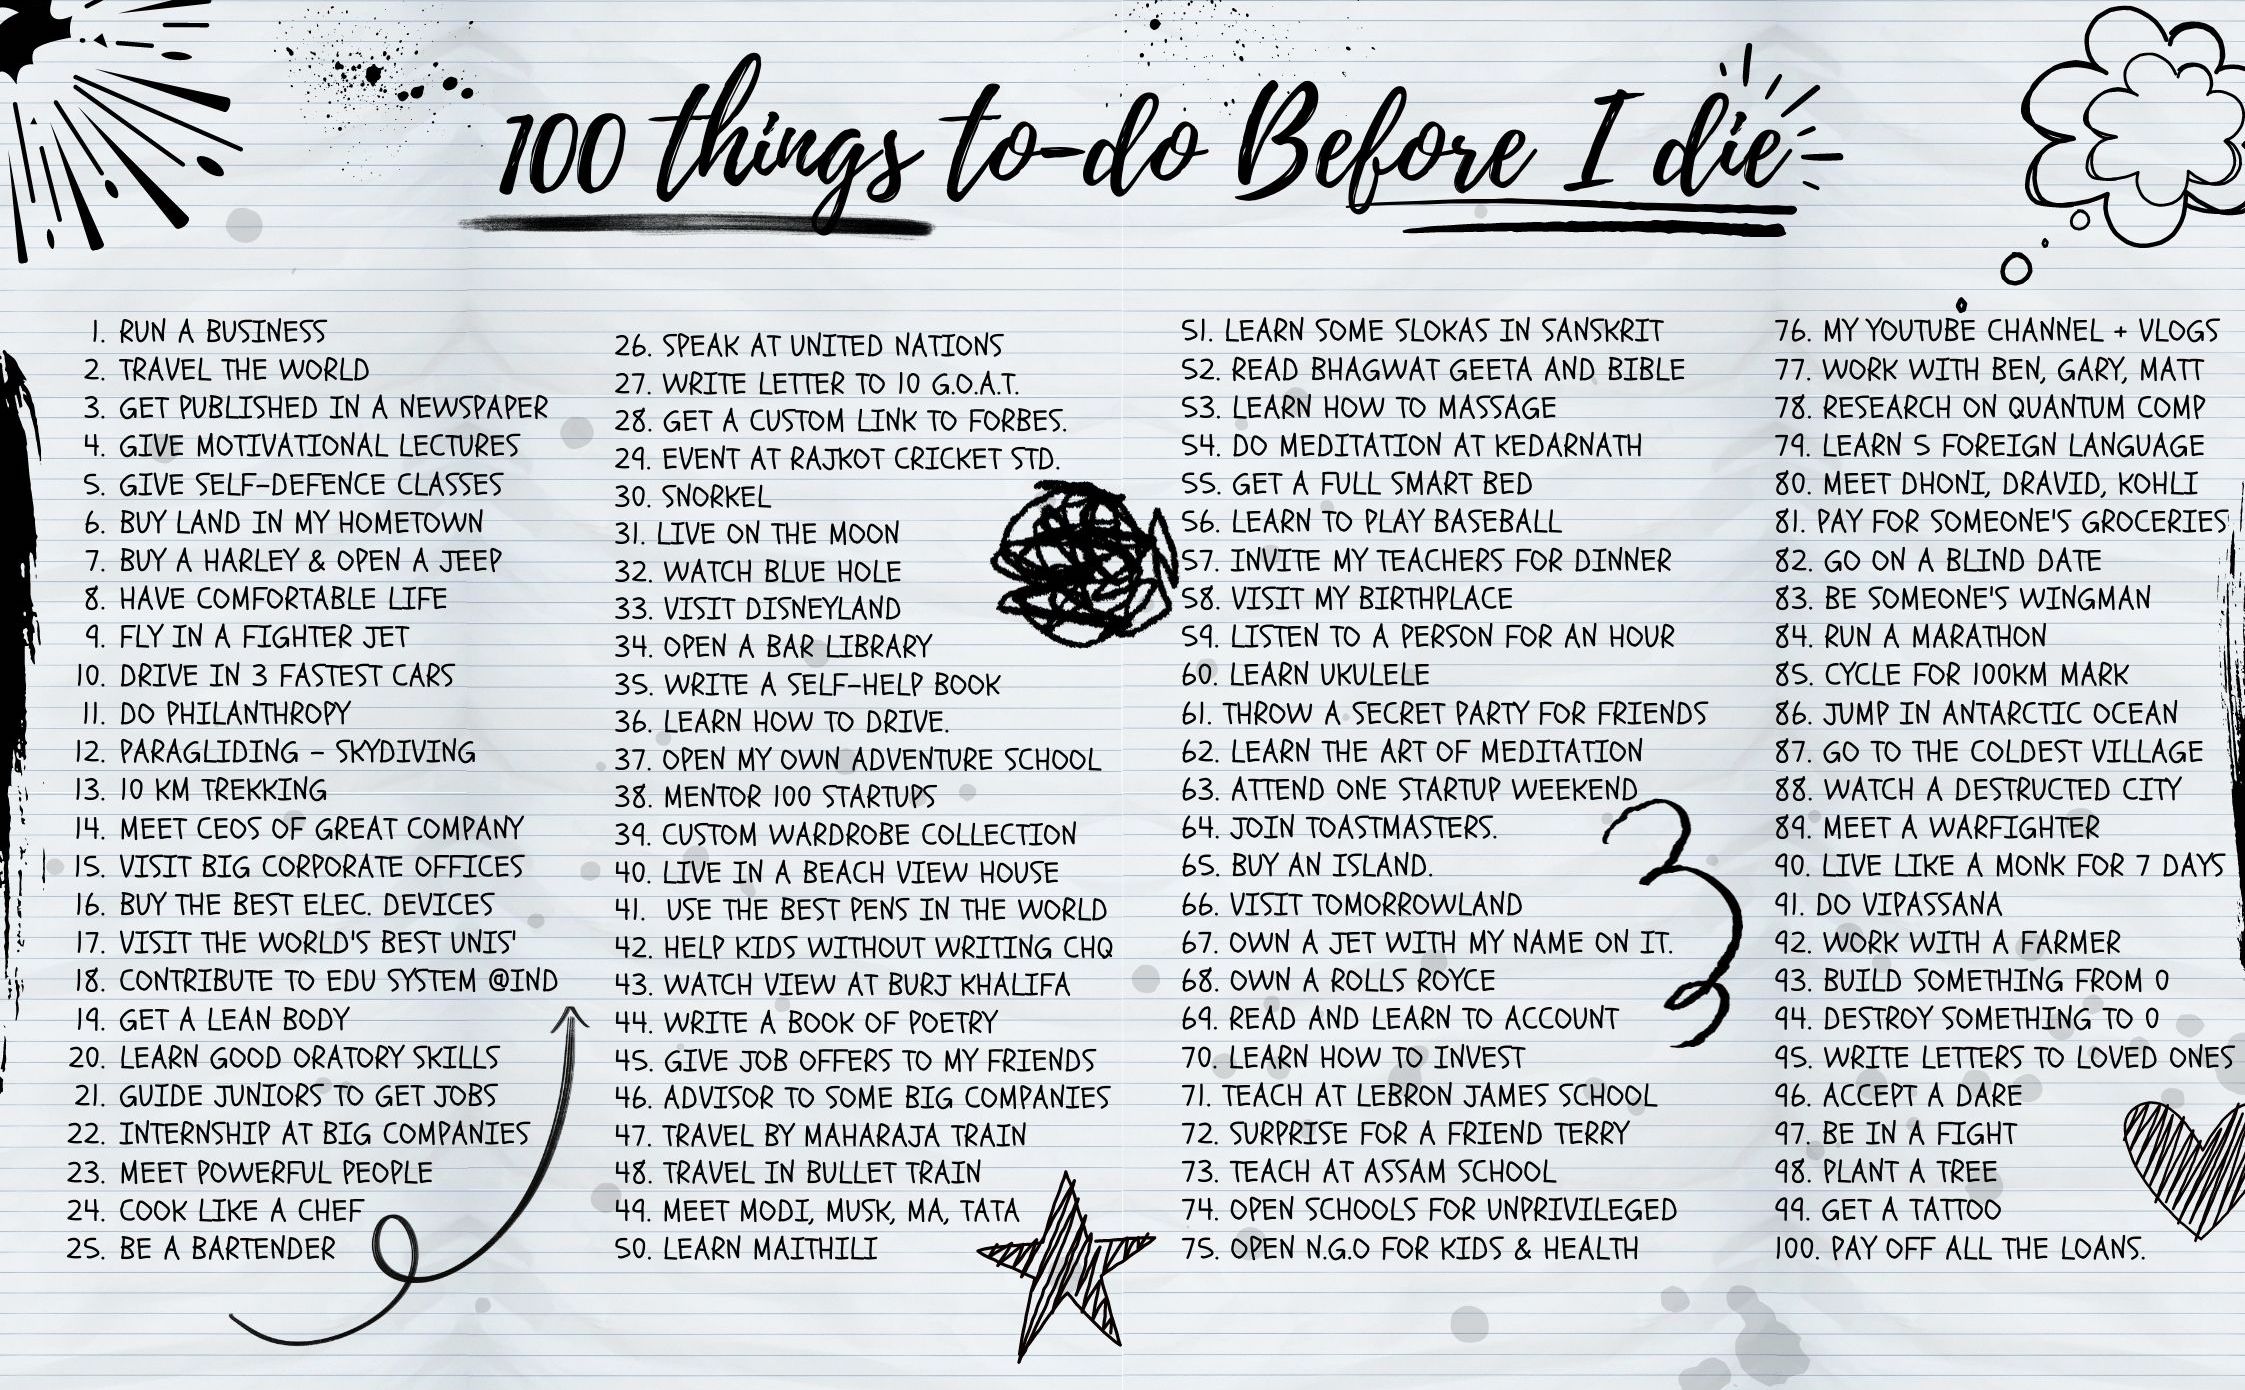 100 things to-do Before I die
1. RUN A BUSINESS
2. TRAVEL THE WORLD
3. GET PUBLISHED IN A NEWSPAPER
4. GIVE MOTIVATIONAL LECTURES
5. GIVE SELF-DEFENCE CLASSES
6. BUY LAND IN MY HOMETOWN
7. BUY A HARLEY & OPEN A JEEP
8. HAVE COMFORTABLE LIFE
9. FLY IN A FIGHTER JET
10. DRIVE IN 3 FASTEST CARS
11. DO PHILANTHROPY
12. PARAGLIDING - SKYDIVING
13. 10 KM TREKKING
14. MEET CEOS OF GREAT COMPANY
15. VISIT BIG CORPORATE OFFICES
16. BUY THE BEST ELEC. DEVICES
17. VISIT THE WORLD'S BEST UNIS'
18. CONTRIBUTE TO EDU SYSTEM @IND
19. GET A LEAN BODY
20. LEARN GOOD ORATORY SKILLS
21. GUIDE JUNIORS TO GET JOBS
22. INTERNSHIP AT BIG COMPANIES
23. MEET POWERFUL PEOPLE
24. COOK LIKE A CHEF
25. BE A BARTENDER
26. SPEAK AT UNITED NATIONS
27. WRITE LETTER TO 10 G.O.A.T.
28. GET A CUSTOM LINK TO FORBES.
29. EVENT AT RAJKOT CRICKET STD.
30. SNORKEL
31. LIVE ON THE MOON
32. WATCH BLUE HOLE
33. VISIT DISNEYLAND
34. OPEN A BAR LIBRARY
35. WRITE A SELF-HELP BOOK
36. LEARN HOW TO DRIVE.
37. OPEN MY OWN ADVENTURE SCHOOL
38. MENTOR 100 STARTUPS
39. CUSTOM WARDROBE COLLECTION
40. LIVE IN A BEACH VIEW HOUSE
41. USE THE BEST PENS IN THE WORLD
42. HELP KIDS WITHOUT WRITING CHQ
43. WATCH VIEW AT BURJ KHALIFA
44. WRITE A BOOK OF POETRY
45. GIVE JOB OFFERS TO MY FRIENDS
46. ADVISOR TO SOME BIG COMPANIES
47. TRAVEL BY MAHARAJA TRAIN
48. TRAVEL IN BULLET TRAIN
49. MEET MODI, MUSK, MA, TATA
50. LEARN MAITHILI
51. LEARN SOME SLOKAS IN SANSKRIT
52. READ BHAGWAT GEETA AND BIBLE
53. LEARN HOW TO MASSAGE
54. DO MEDITATION AT KEDARNATH
55. GET A FULL SMART BED
56. LEARN TO PLAY BASEBALL
57. INVITE MY TEACHERS FOR DINNER
58. VISIT MY BIRTHPLACE
59. LISTEN TO A PERSON FOR AN HOUR
60. LEARN UKULELE
61. THROW A SECRET PARTY FOR FRIENDS
62. LEARN THE ART OF MEDITATION
63. ATTEND ONE STARTUP WEEKEND
64. JOIN TOASTMASTERS.
65. BUY AN ISLAND.
66. VISIT TOMORROWLAND
67. OWN A JET WITH MY NAME ON IT.
68. OWN A ROLLS ROYCE
69. READ AND LEARN TO ACCOUNT
70. LEARN HOW TO INVEST
71. TEACH AT LEBRON JAMES SCHOOL
72. SURPRISE FOR A FRIEND TERRY
73. TEACH AT ASSAM SCHOOL
74. OPEN SCHOOLS FOR UNPRIVILEGED
75. OPEN N.G.O FOR KIDS & HEALTH
76. MY YOUTUBE CHANNEL + VLOGS
77. WORK WITH BEN, GARY, MATT
78. RESEARCH ON QUANTUM COMP
79. LEARN 5 FOREIGN LANGUAGE
80. MEET DHONI, DRAVID, KOHLI
81. PAY FOR SOMEONE'S GROCERIES
82. GO ON A BLIND DATE
83. BE SOMEONE'S WINGMAN
84. RUN A MARATHON
85. CYCLE FOR 100KM MARK
86. JUMP IN ANTARCTIC OCEAN
87. GO TO THE COLDEST VILLAGE
88. WATCH A DESTRUCTED CITY
89. MEET A WARFIGHTER
90. LIVE LIKE A MONK FOR 7 DAYS
91. DO VIPASSANA
92. WORK WITH A FARMER
93. BUILD SOMETHING FROM 0
94. DESTROY SOMETHING TO 0
95. WRITE LETTERS TO LOVED ONES
96. ACCEPT A DARE
97. BE IN A FIGHT
98. PLANT A TREE
99. GET A TATTOO
100. PAY OFF ALL THE LOANS.